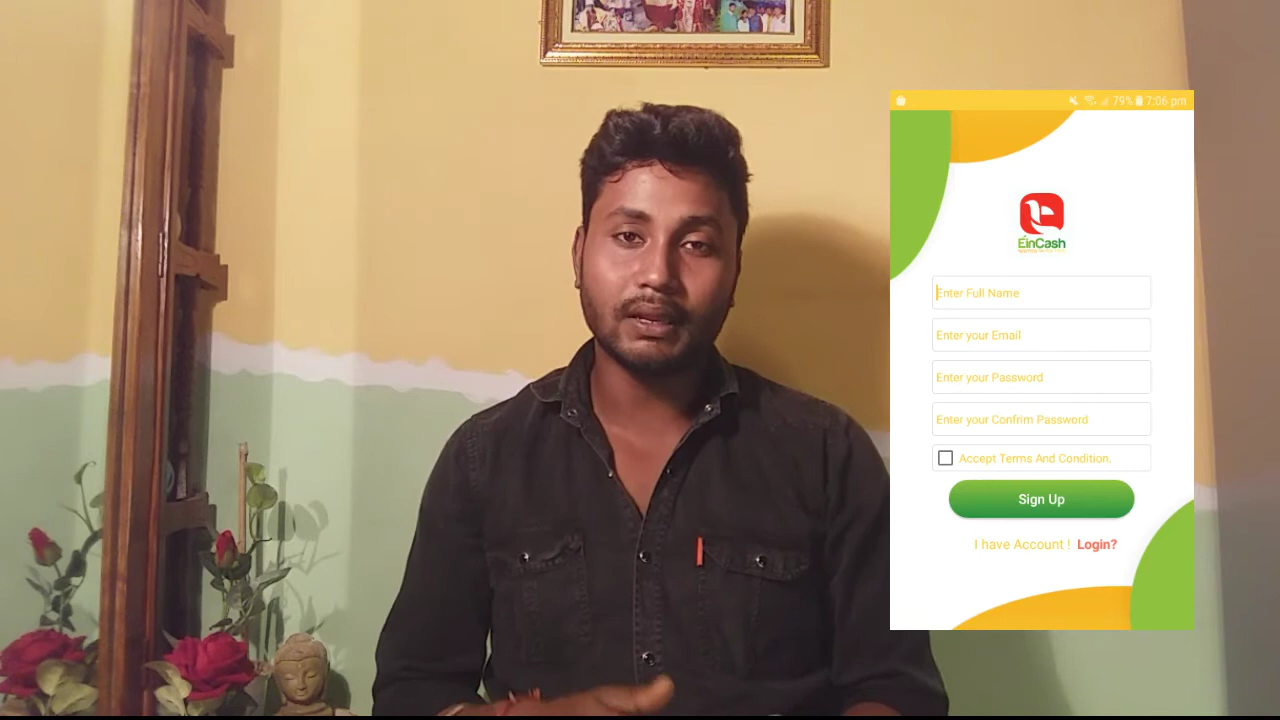 79% 7:06 pm
EinCash
Enter Full Name
Enter your Email
Enter your Password
Enter your Confrim Password
Accept Terms And Condition.
Sign Up
I have Account ! Login?